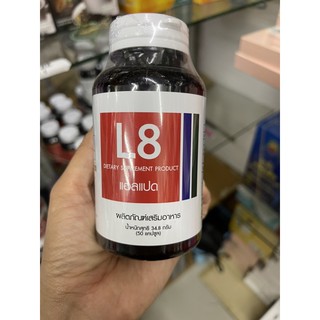 L8
DIETARY SUPPLEMENT PRODUCT
แอลแปด
ผลิตภัณฑ์เสริมอาหาร
น้ำหนักสุทธิ 34.8 กรัม
(50 แคปซูล)